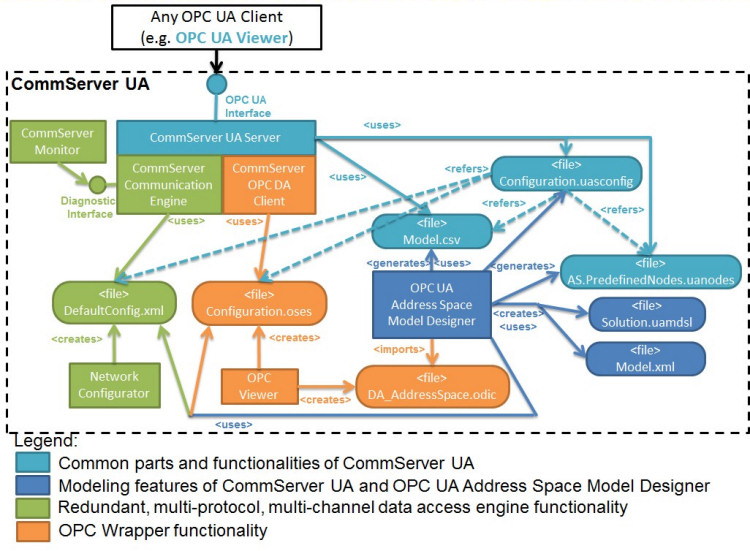 Any OPC UA Client
(e.g. OPC UA Viewer)
CommServer UA
OPC UA
Interface
<uses>
CommServer
Monitor
CommServer UA Server
CommServer
Communication
Engine
CommServer
OPC DA
Client
Diagnostic
Interface
<uses>
<uses>
<uses>
<refers>
<file>
Configuration.uasconfig
<refers>
<refers>
<file>
Model.csv
<generates>
<uses>
<generates>
<file>
AS.PredefinedNodes.uanodes
<file>
DefaultConfig.xml
<file>
Configuration.oses
OPC UA
Address Space
Model Designer
<creates>
<uses>
<file>
Solution.uamdsl
<file>
Model.xml
<creates>
<creates>
<imports>
Network
Configurator
OPC
Viewer
<creates>
<file>
DA_AddressSpace.odic
<uses>
Legend:
Common parts and functionalities of CommServer UA
Modeling features of CommServer UA and OPC UA Address Space Model Designer
Redundant, multi-protocol, multi-channel data access engine functionality
OPC Wrapper functionality